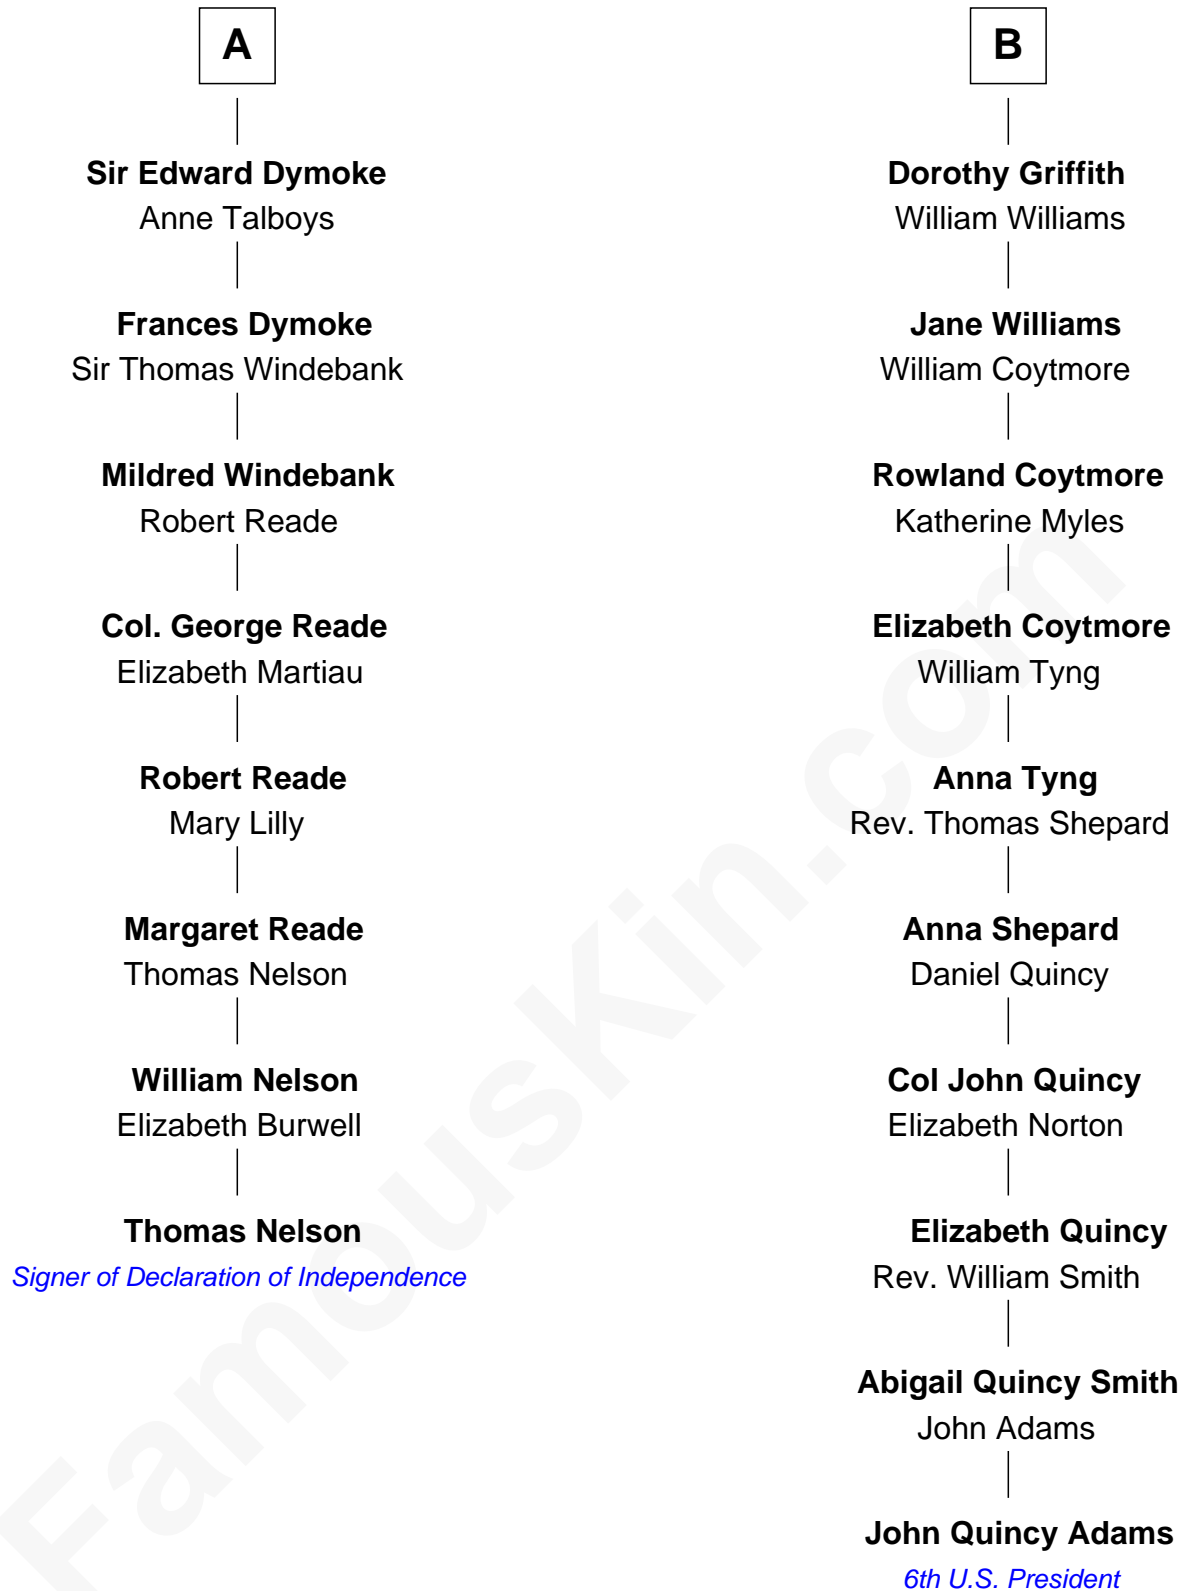 A
Sir Edward Dymoke
Anne Talboys
Frances Dymoke
Sir Thomas Windebank
Mildred Windebank
Robert Reade
Col. George Reade
Elizabeth Martiau
Robert Reade
Mary Lilly
Margaret Reade
Thomas Nelson
William Nelson
Elizabeth Burwell
Thomas Nelson
Signer of Declaration of Independence
B
Dorothy Griffith
William Williams
Jane Williams
William Coytmore
Rowland Coytmore
Katherine Myles
Elizabeth Coytmore
William Tyng
Anna Tyng
Rev. Thomas Shepard
Anna Shepard
Daniel Quincy
Col John Quincy
Elizabeth Norton
Elizabeth Quincy
Rev. William Smith
Abigail Quincy Smith
John Adams
John Quincy Adams
6th U.S. President
FamousKin.com